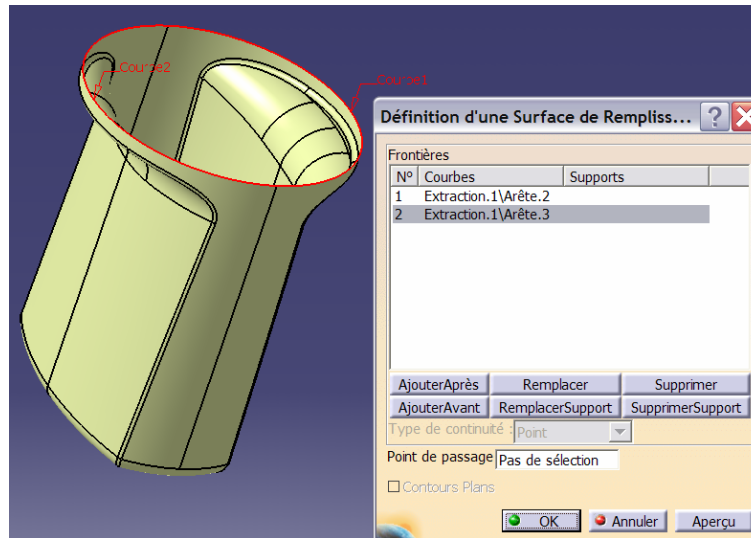 Courbe2
Courbe1
Définition d'une Surface de Rempliss...
Frontières
Nº Courbes Supports
1 Extraction.1\Arête.2
2 Extraction.1\Arête.3
AjouterAprès Remplacer Supprimer
AjouterAvant RemplacerSupport SupprimerSupport
Type de continuité : Point
Point de passage Pas de sélection
Contours Plans
OK Annuler Aperçu